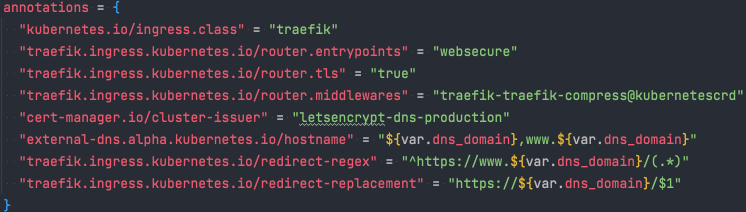 annotations = {
"kubernetes.io/ingress.class" = "traefik"
"traefik.ingress.kubernetes.io/router.entrypoints" = "websecure"
"traefik.ingress.kubernetes.io/router.tls" = "true"
"traefik.ingress.kubernetes.io/router.middlewares" = "traefik-traefik-compress@kubernetescrd"
"cert-manager.io/cluster-issuer" = "letsencrypt-dns-production"
"external-dns.alpha.kubernetes.io/hostname" = "${var.dns_domain},www.${var.dns_domain}"
"traefik.ingress.kubernetes.io/redirect-regex" = "^https://www.${var.dns_domain}/(.*)"
"traefik.ingress.kubernetes.io/redirect-replacement" = "https://${var.dns_domain}/$1"
}